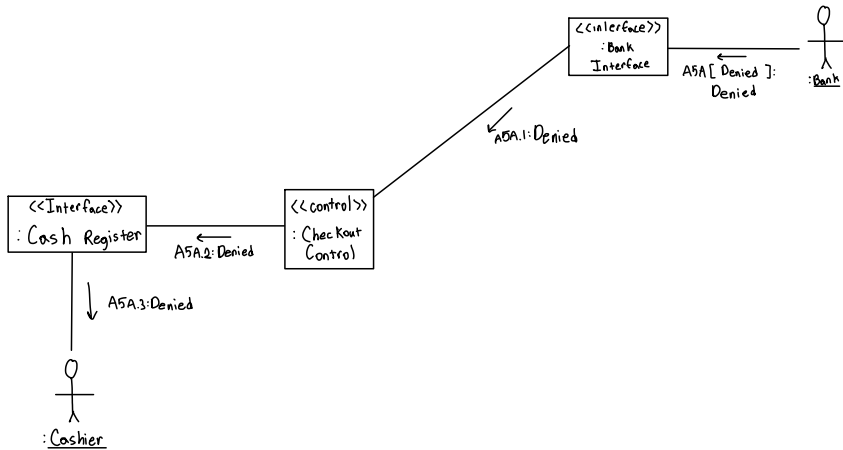 <<interface>>
: Bank
Interface
A5A[ Denied ]:
Denied
:Bank
A5A.1:Denied
<<Interface>>
: Cash Register
<<control>>
: Checkout
Control
A5A.2:Denied
A5A.3:Denied
:Cashier